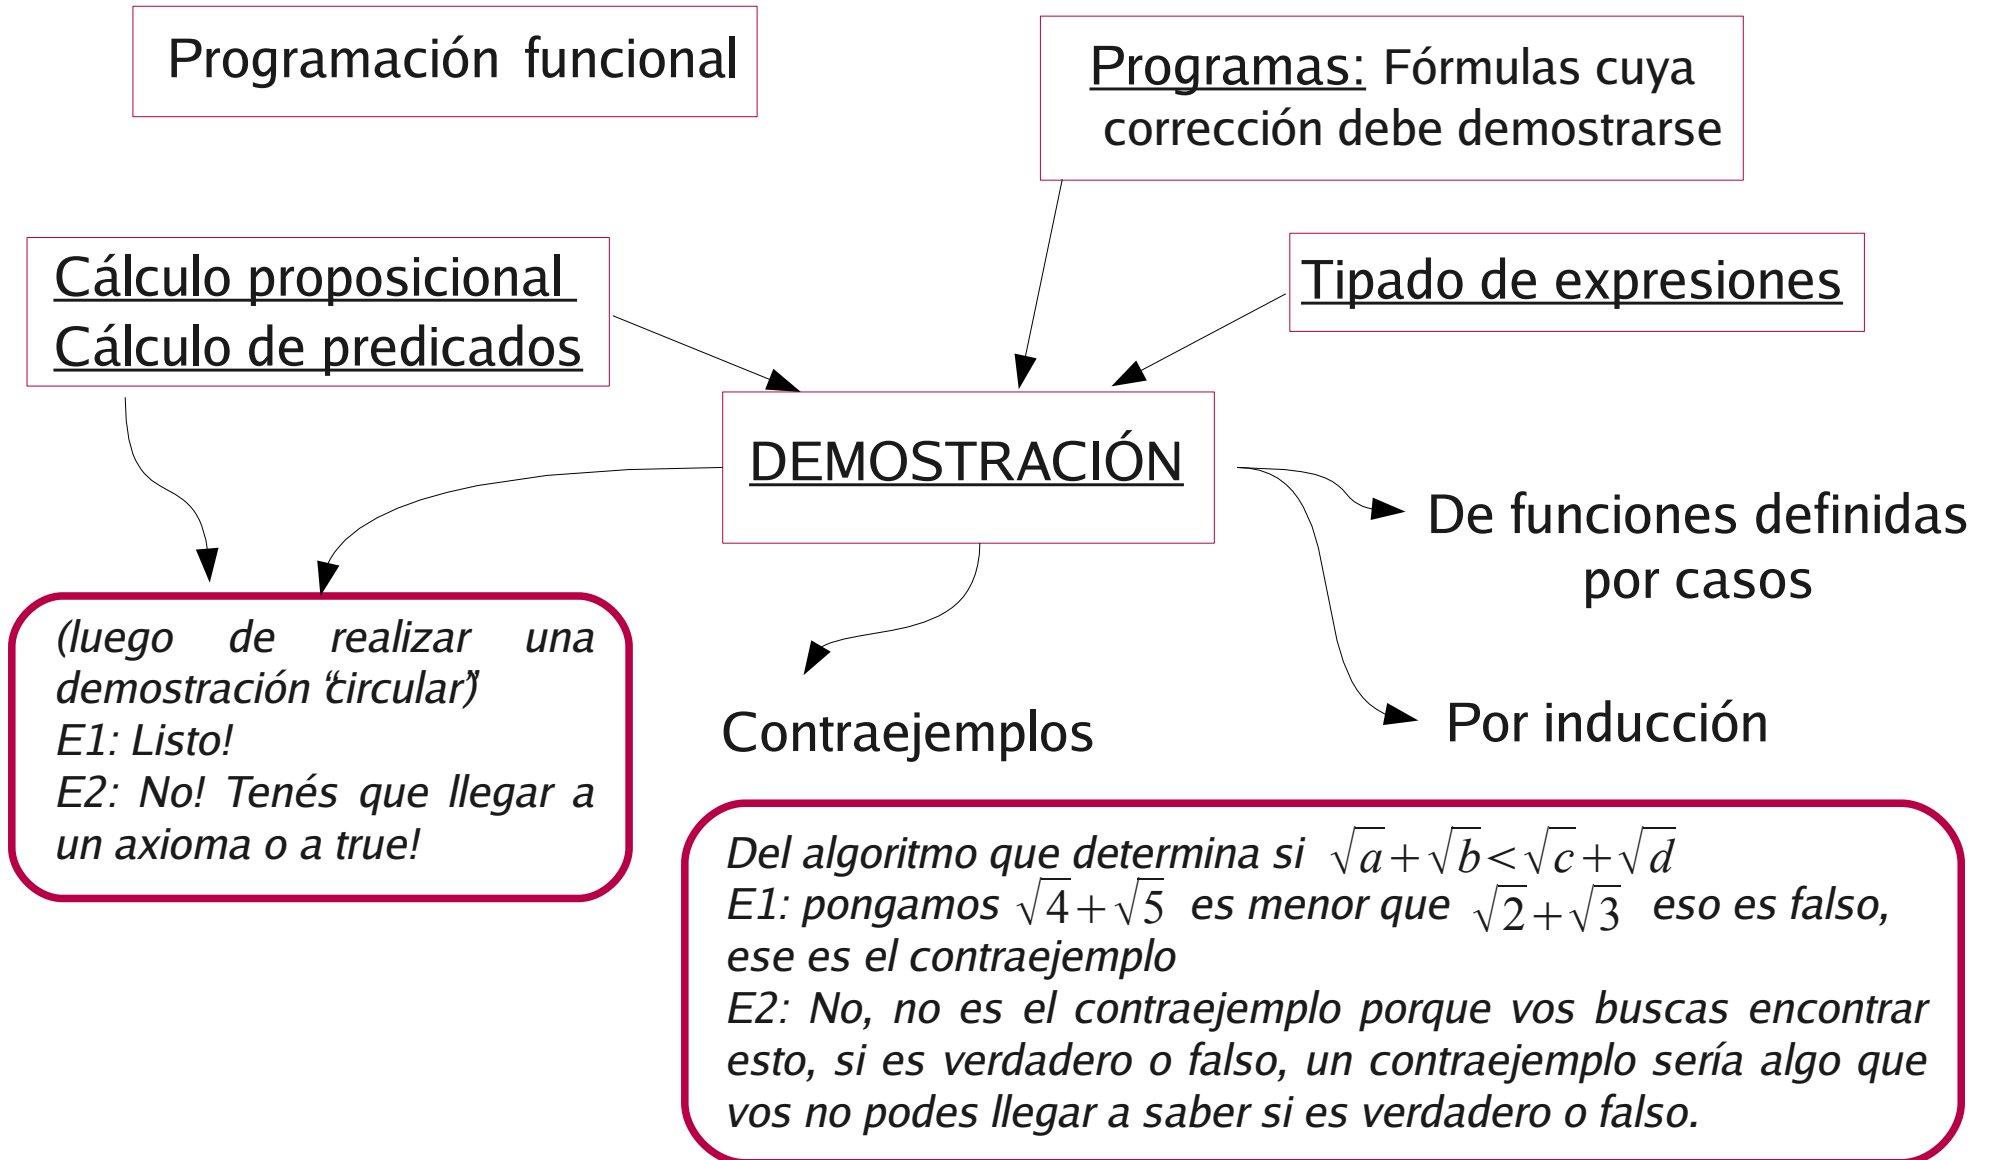 Programación funcional
Programas: Fórmulas cuya
corrección debe demostrarse
Cálculo proposicional
Cálculo de predicados
Tipado de expresiones
DEMOSTRACIÓN
De funciones definidas
por casos
(luego de realizar una
demostración “circular”)
E1: Listo!
E2: No! Tenés que llegar a
un axioma o a true!
Contraejemplos
Por inducción
Del algoritmo que determina si √a+√b<√c+√d
E1: pongamos √4+√5 es menor que √2+√3 eso es falso,
ese es el contraejemplo
E2: No, no es el contraejemplo porque vos buscas encontrar
esto, si es verdadero o falso, un contraejemplo sería algo que
vos no podes llegar a saber si es verdadero o falso.